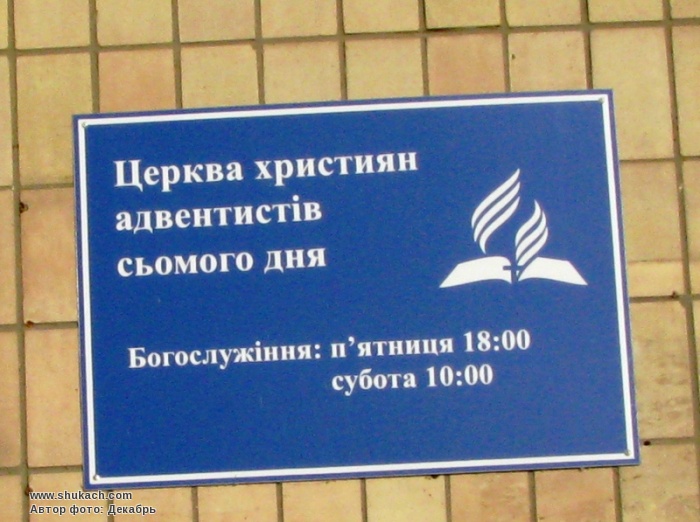 Церква християн
адвентистів
сьомого дня
Богослужіння: п’ятниця 18:00
субота 10:00
www.shukach.com
Автор фото: Декабрь